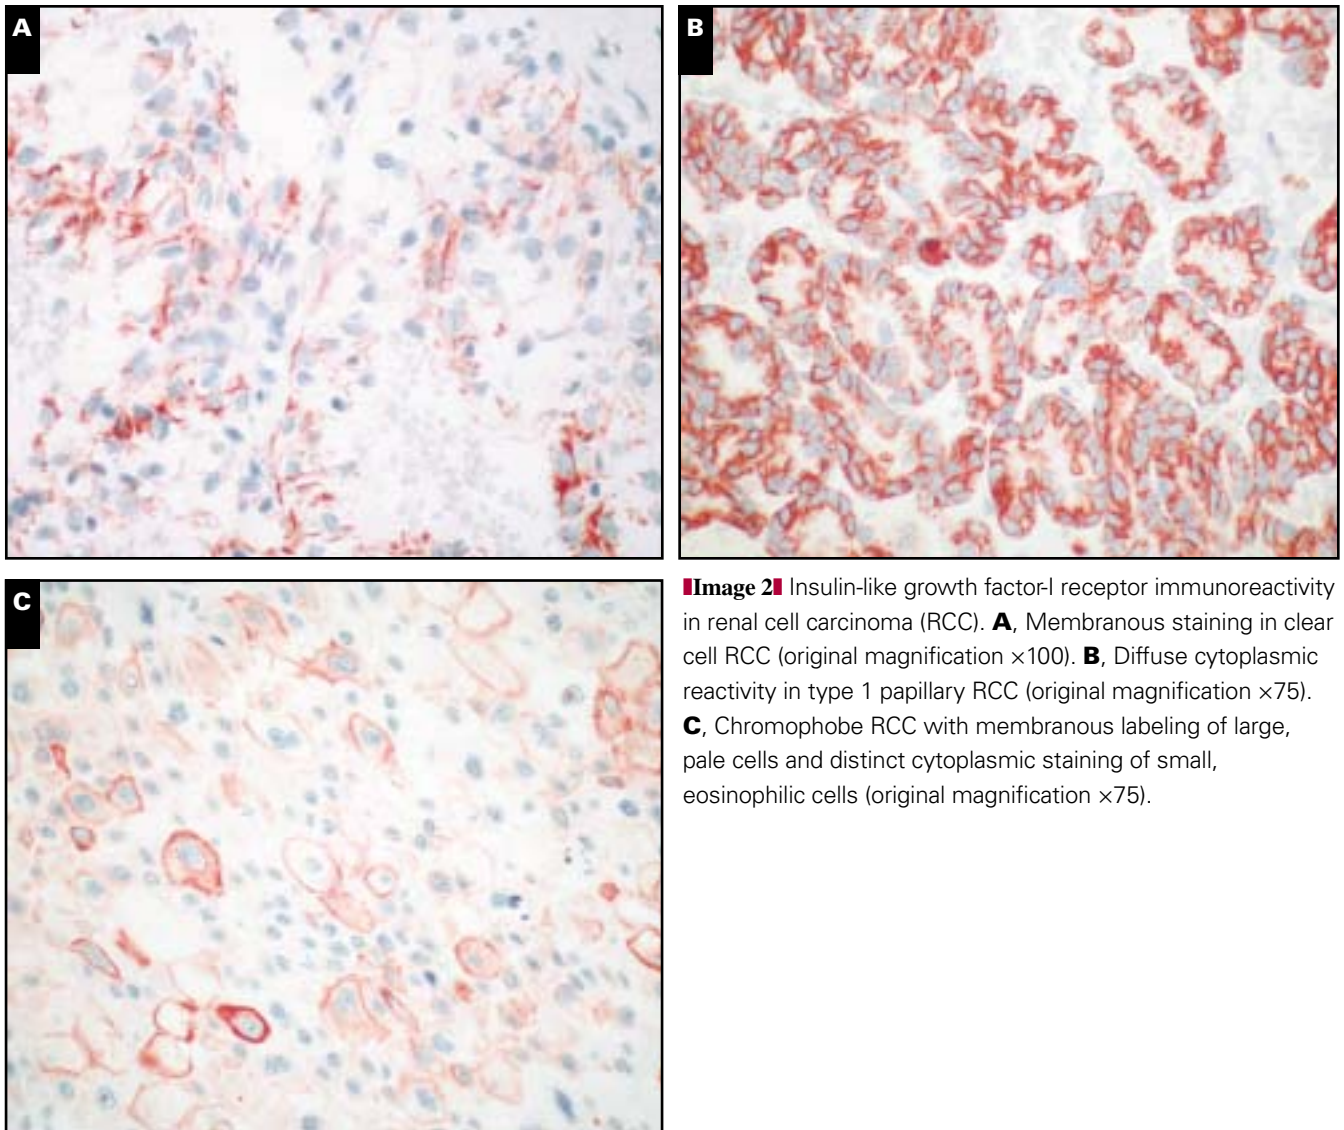 A
B
C
Image 2 Insulin-like growth factor-I receptor immunoreactivity
in renal cell carcinoma (RCC). A, Membranous staining in clear
cell RCC (original magnification ×100). B, Diffuse cytoplasmic
reactivity in type 1 papillary RCC (original magnification ×75).
C, Chromophobe RCC with membranous labeling of large,
pale cells and distinct cytoplasmic staining of small,
eosinophilic cells (original magnification ×75).